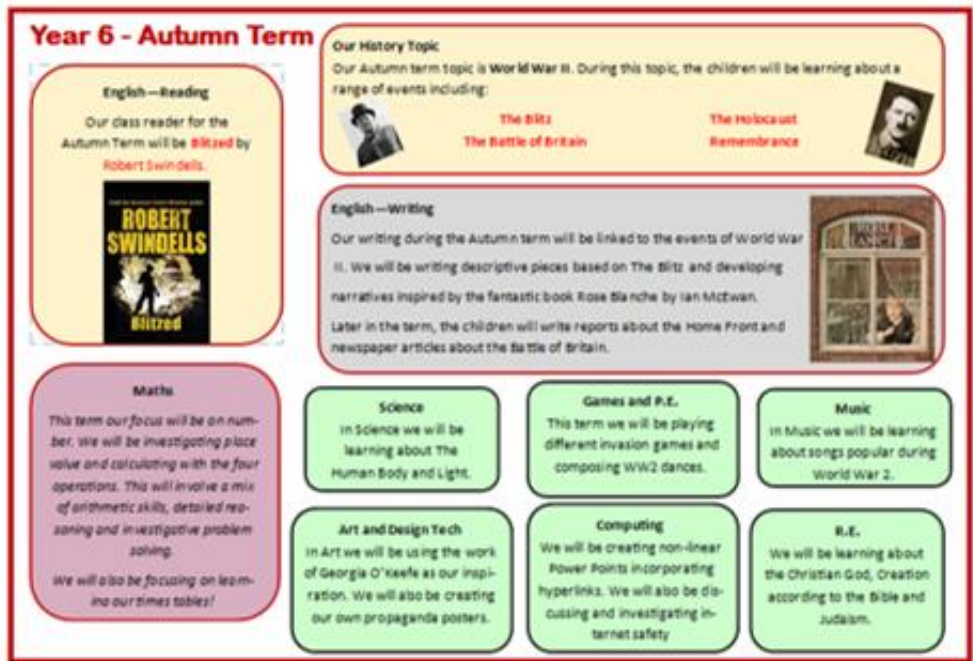 Year 6 - Autumn Term
English—Reading
Our class reader for the
Autumn Term will be Blitzed by
Robert Swindells.
ROBERT
SWINDELLS
Blitzed
Our History Topic
Our Autumn term topic is World War II. During this topic, the children will be learning about a
range of events including:
The Blitz
The Holocaust
The Battle of Britain
Remembrance
English—Writing
Our writing during the Autumn term will be linked to the events of World War
II. We will be writing descriptive pieces based on The Blitz and developing
narratives inspired by the fantastic book Rose Blanche by Ian McEwan.
Later in the term, the children will write reports about the Home Front and
newspaper articles about the Battle of Britain.
ROSE
BLANCHE
Maths
This term our focus will be on num-
ber. We will be investigating place
value and calculating with the four
operations. This will involve a mix
of arithmetic skills, detailed rea-
soning and investigative problem
solving.
We will also be focusing on learn-
ing our times tables!
Science
In Science we will be
learning about The
Human Body and Light.
Games and P.E.
This term we will be playing
different invasion games and
composing WW2 dances.
Music
In Music we will be learning
about songs popular during
World War 2.
Art and Design Tech
In Art we will be using the work
of Georgia O'Keefe as our inspi-
ration. We will also be creating
our own propaganda posters.
Computing
We will be creating non-linear
Power Points incorporating
hyperlinks. We will also be dis-
cussing and investigating in-
ternet safety
R.E.
We will be learning about
the Christian God, Creation
according to the Bible and
Judaism.